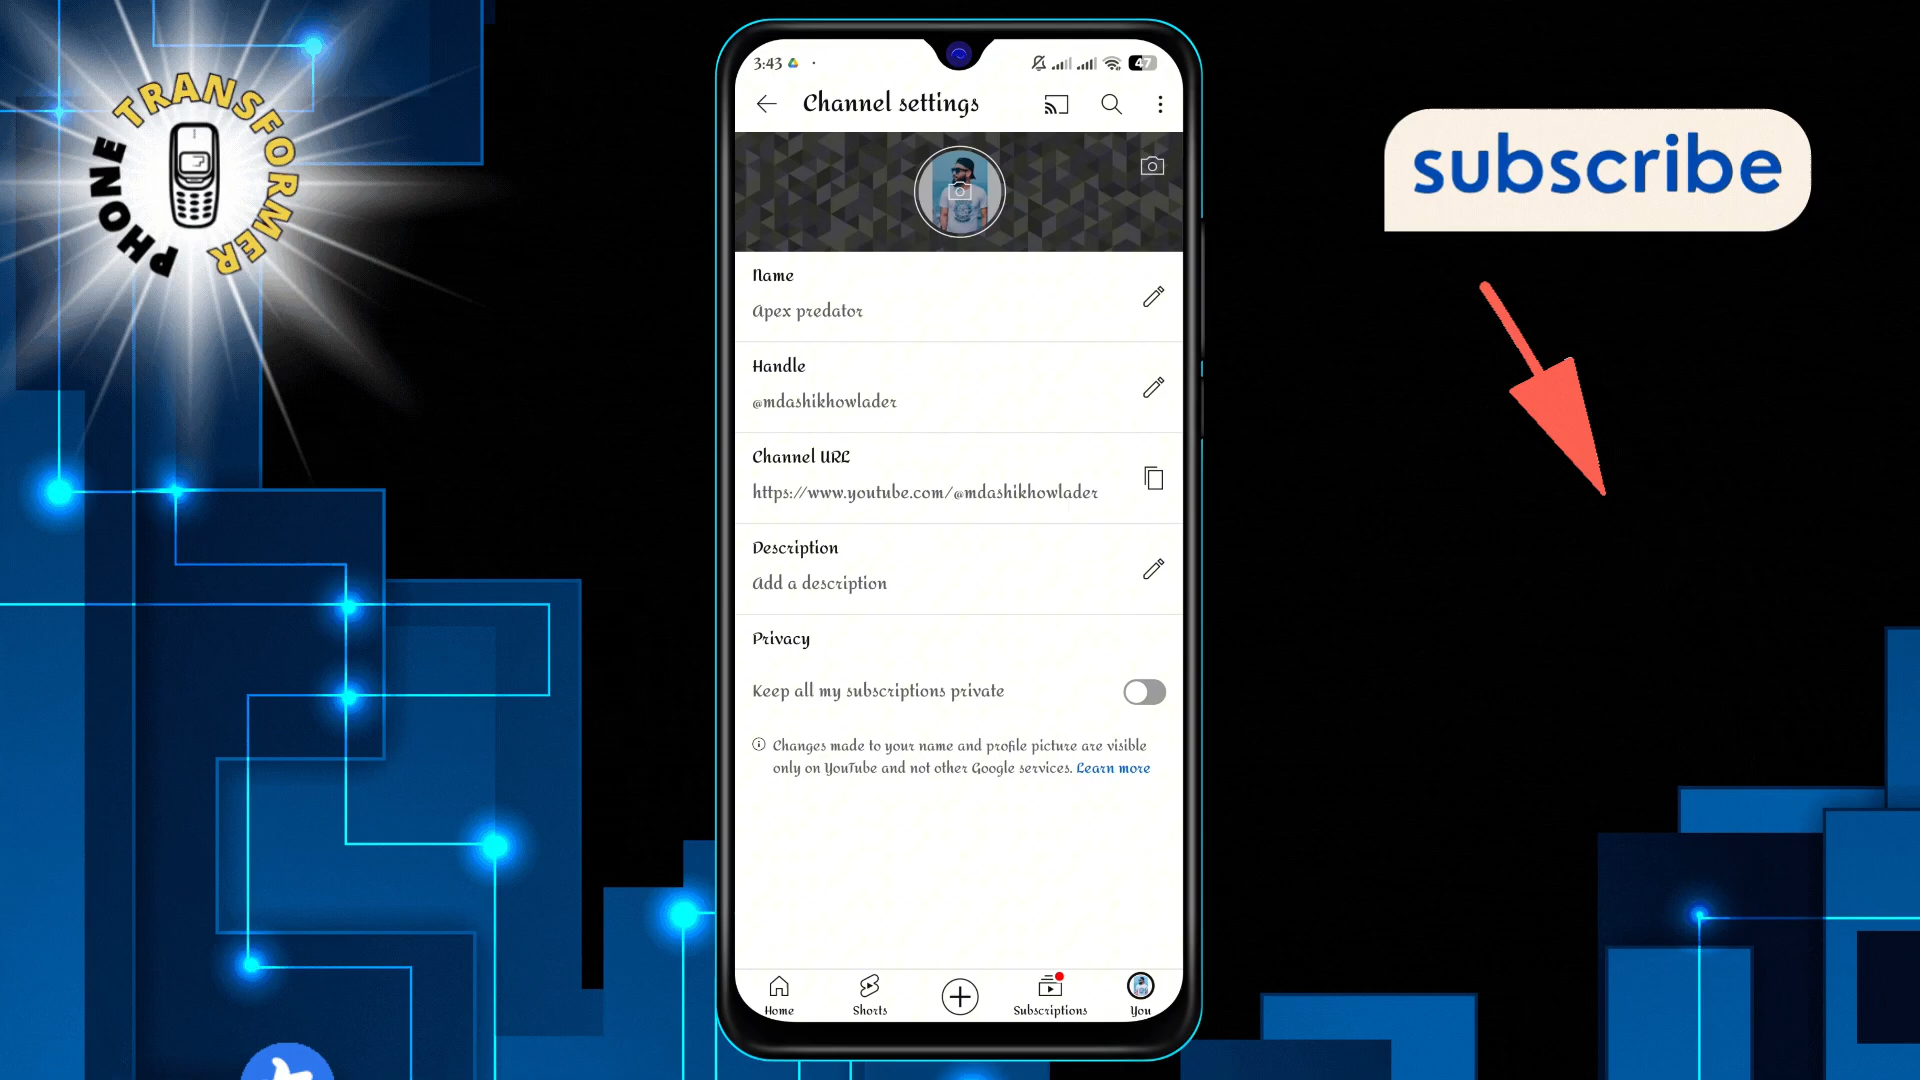 PHONE TRANSFORMER
3:43
47
Channel settings
Name
Apex predator
Handle
@mdashikhowlader
Channel URL
https://www.youtube.com/@mdashikhowlader
Description
Add a description
Privacy
Keep all my subscriptions private
Changes made to your name and profile picture are visible
only on YouTube and not other Google services. Learn more
Home
Shorts
Subscriptions
You
subscribe